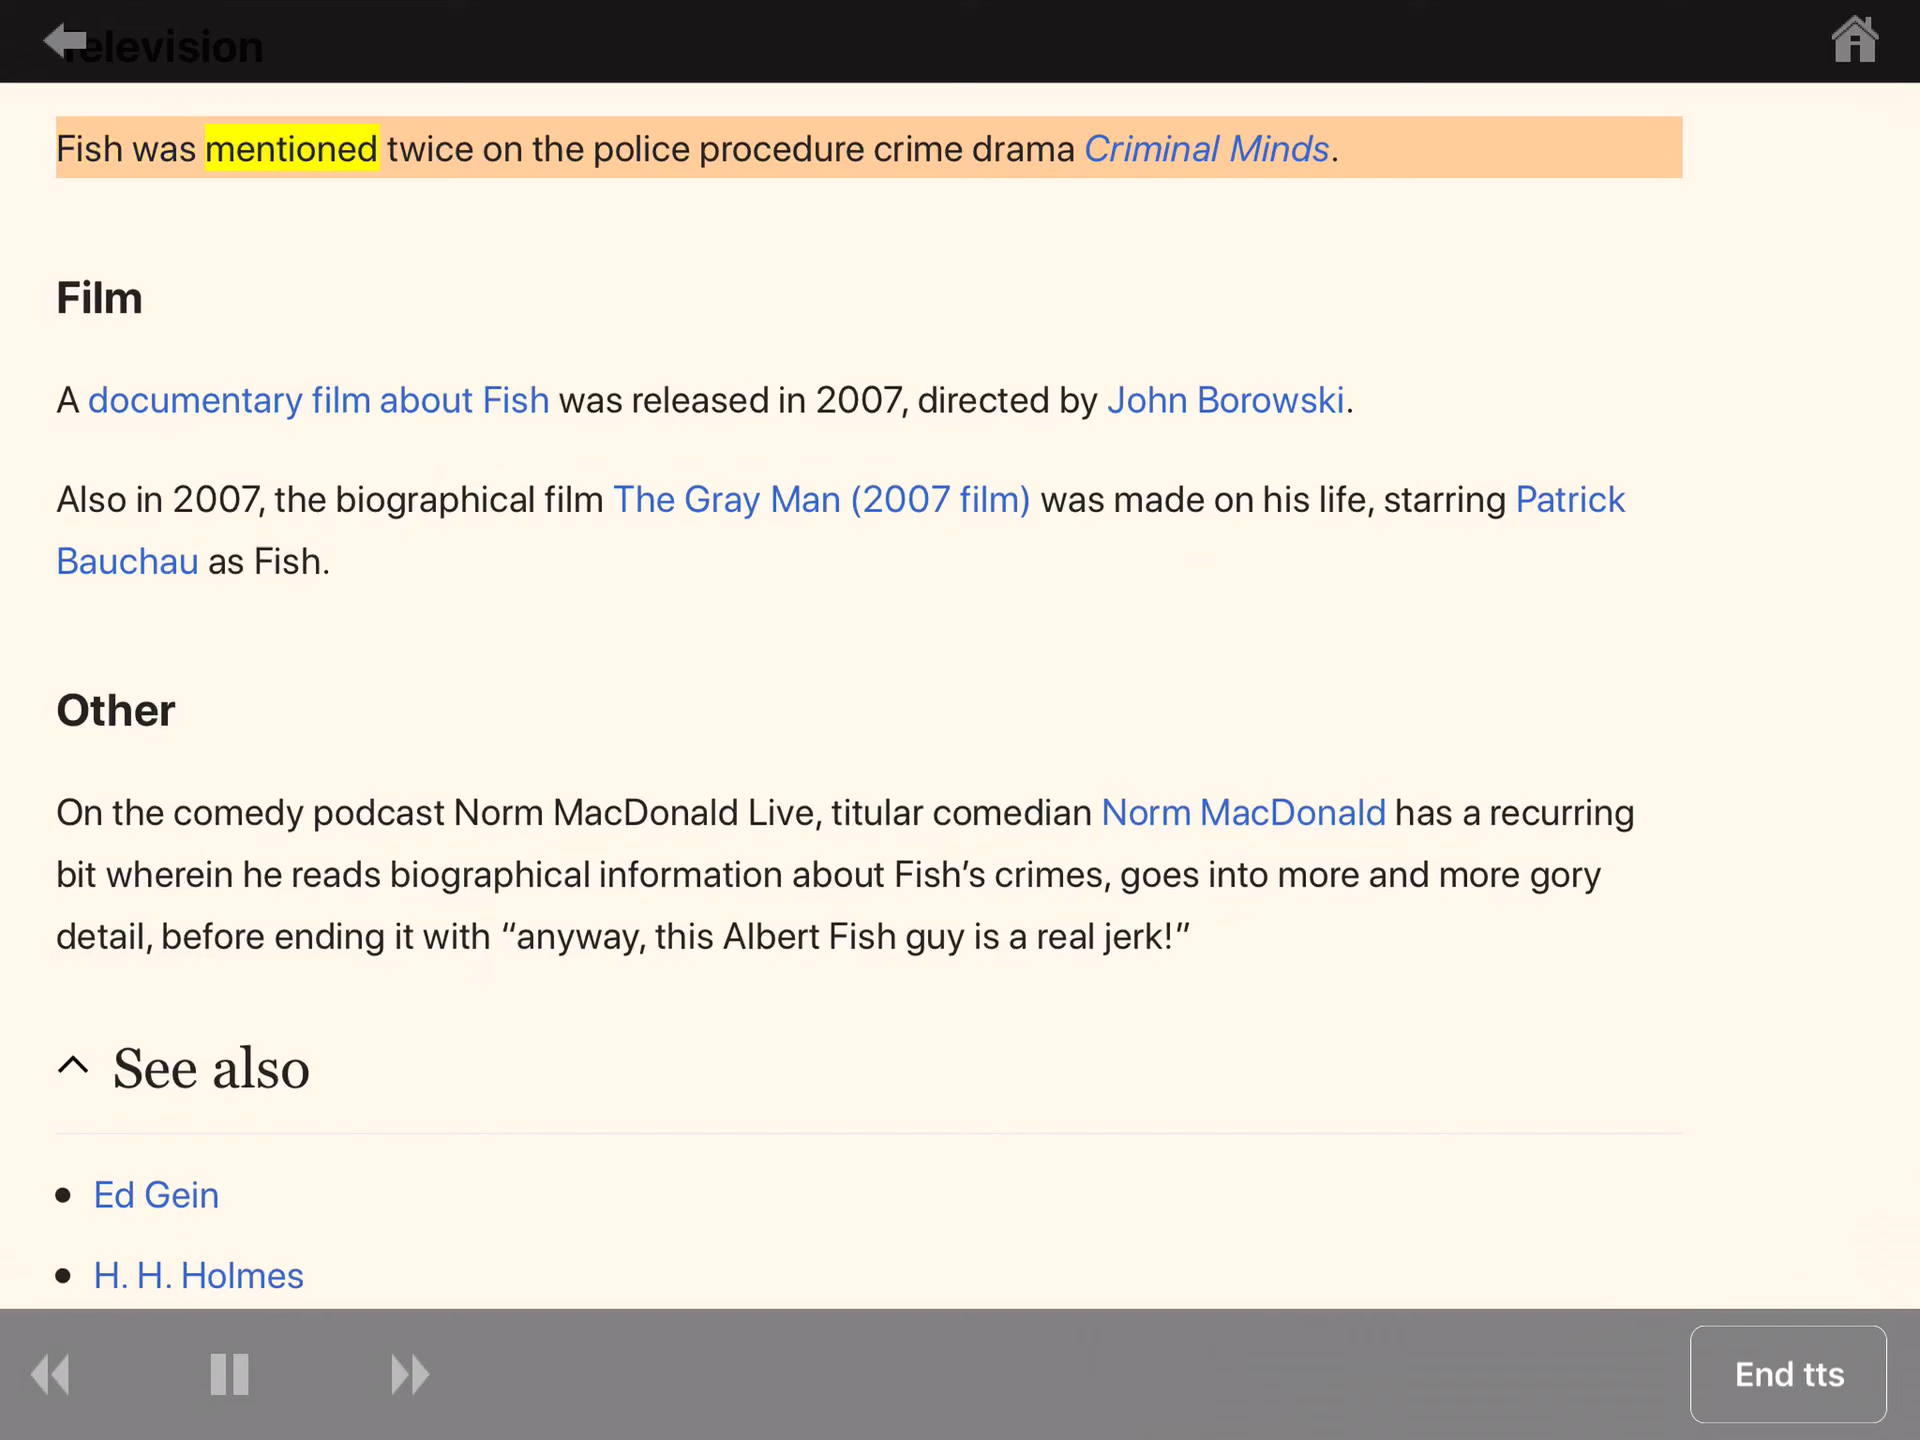 Television
Fish was mentioned twice on the police procedure crime drama Criminal Minds.
Film
A documentary film about Fish was released in 2007, directed by John Borowski.
Also in 2007, the biographical film The Gray Man (2007 film) was made on his life, starring Patrick
Bauchau as Fish.
Other
On the comedy podcast Norm MacDonald Live, titular comedian Norm MacDonald has a recurring
bit wherein he reads biographical information about Fish’s crimes, goes into more and more gory
detail, before ending it with “anyway, this Albert Fish guy is a real jerk!”
See also
• Ed Gein
• H. H. Holmes
End tts